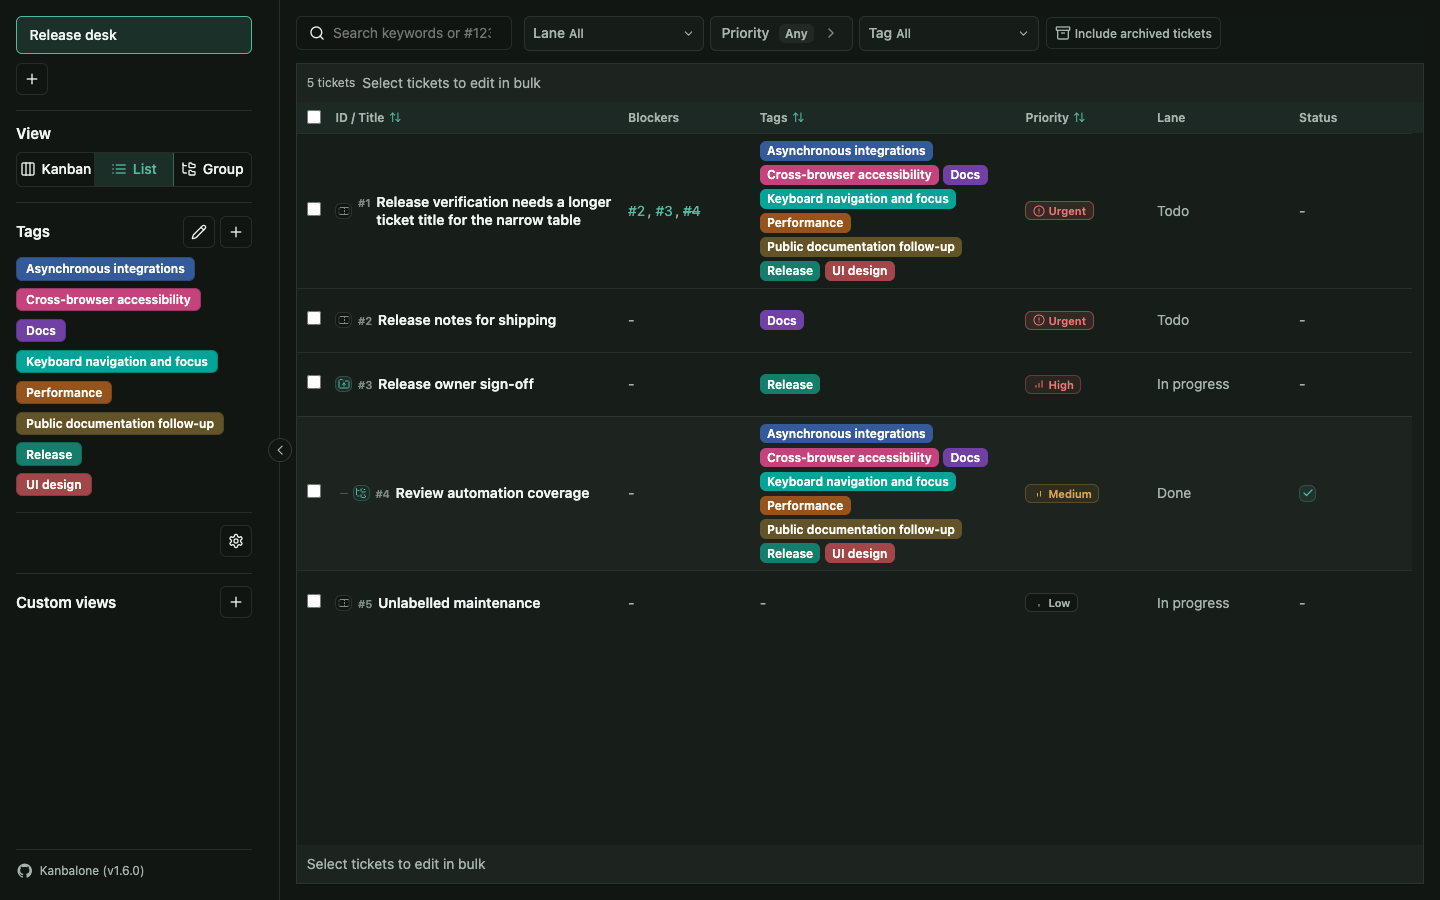 Release desk
View
Kanban List Group
Tags
Asynchronous integrations
Cross-browser accessibility
Docs
Keyboard navigation and focus
Performance
Public documentation follow-up
Release
UI design
Custom views
Kanbalone (v1.6.0)
Search keywords or #123
Lane All
Priority Any
Tag All
Include archived tickets
5 tickets Select tickets to edit in bulk
ID / Title Blockers Tags Priority Lane Status
#1 Release verification needs a longer
ticket title for the narrow table
#2, #3, #4
Asynchronous integrations
Cross-browser accessibility Docs
Keyboard navigation and focus
Performance
Public documentation follow-up
Release UI design
Urgent
Todo
-
#2 Release notes for shipping - Docs Urgent Todo -
#3 Release owner sign-off - Release High In progress -
#4 Review automation coverage
-
Asynchronous integrations
Cross-browser accessibility Docs
Keyboard navigation and focus
Performance
Public documentation follow-up
Release UI design
Medium
Done
#5 Unlabelled maintenance - - Low In progress -
Select tickets to edit in bulk